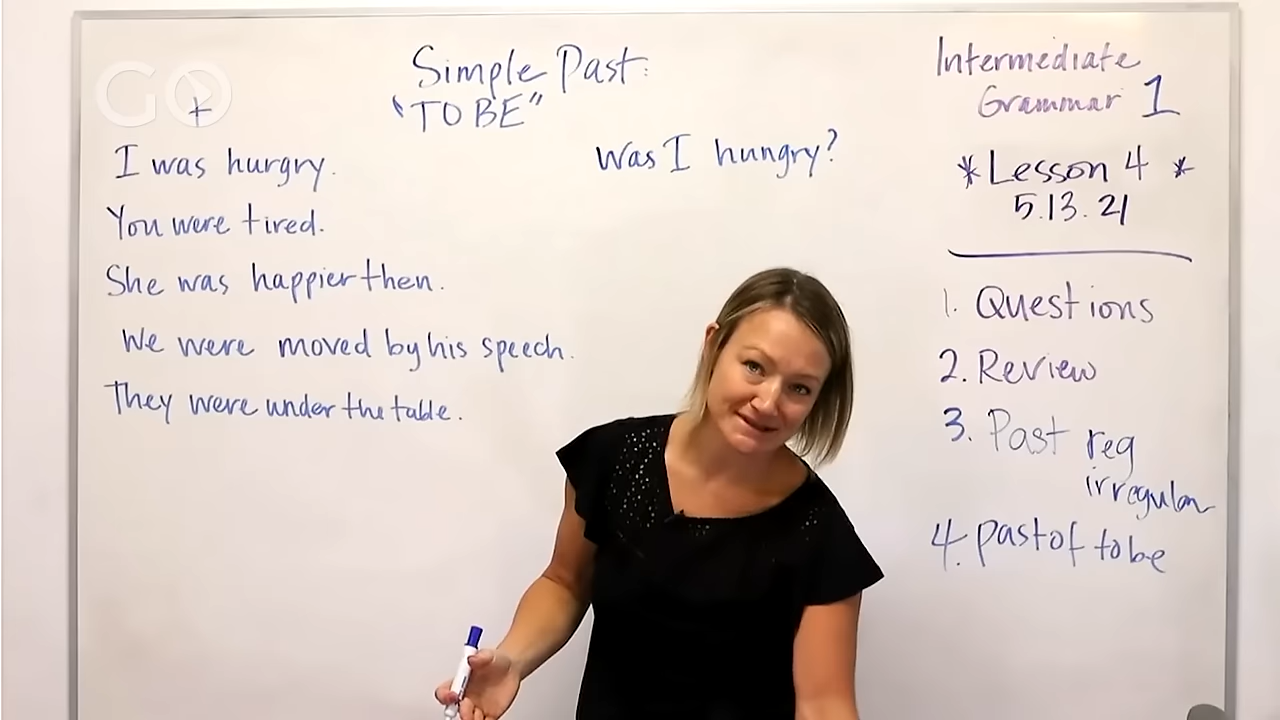 GO
Simple Past:
"TO BE"
+
I was hurgry.
You were tired.
She was happier then.
We were moved by his speech.
They were under the table.
Was I hungry?
Intermediate
Grammar 1
* Lesson 4 *
5.13.21
1. Questions
2. Review
3. Past reg
irregular
4. past of to be